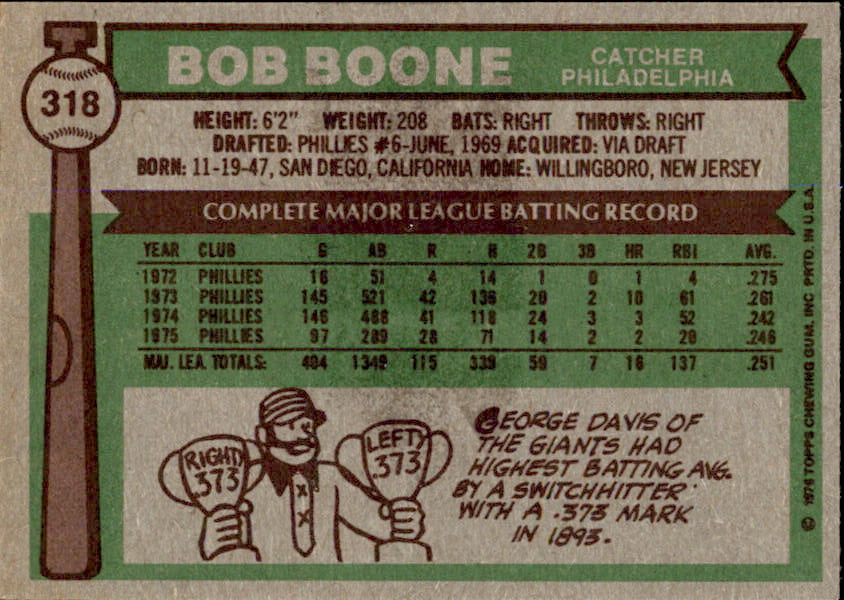 BOB BOONE
CATCHER
PHILADELPHIA
318
HEIGHT: 6'2" WEIGHT: 208 BATS: RIGHT THROWS: RIGHT
DRAFTED: PHILLIES #6-JUNE, 1969 ACQUIRED: VIA DRAFT
BORN: 11-19-47, SAN DIEGO, CALIFORNIA HOME: WILLINGBORO, NEW JERSEY
COMPLETE MAJOR LEAGUE BATTING RECORD
YEAR CLUB G AB R H 2B 3B HR RBI AVG.
1972 PHILLIES 16 51 4 14 1 0 1 4 .275
1973 PHILLIES 145 521 42 136 20 2 10 61 .261
1974 PHILLIES 146 488 41 118 24 3 3 52 .242
1975 PHILLIES 97 289 28 71 14 2 2 20 .246
MAJ. LEA. TOTALS: 404 1349 115 339 59 7 16 137 .251
RIGHT
.373
LEFT
.373
GEORGE DAVIS OF
THE GIANTS HAD
HIGHEST BATTING AVG.
BY A SWITCHHITTER
WITH A .373 MARK
IN 1893.
© 1976 TOPPS CHEWING GUM, INC. PRTD. IN U.S.A.